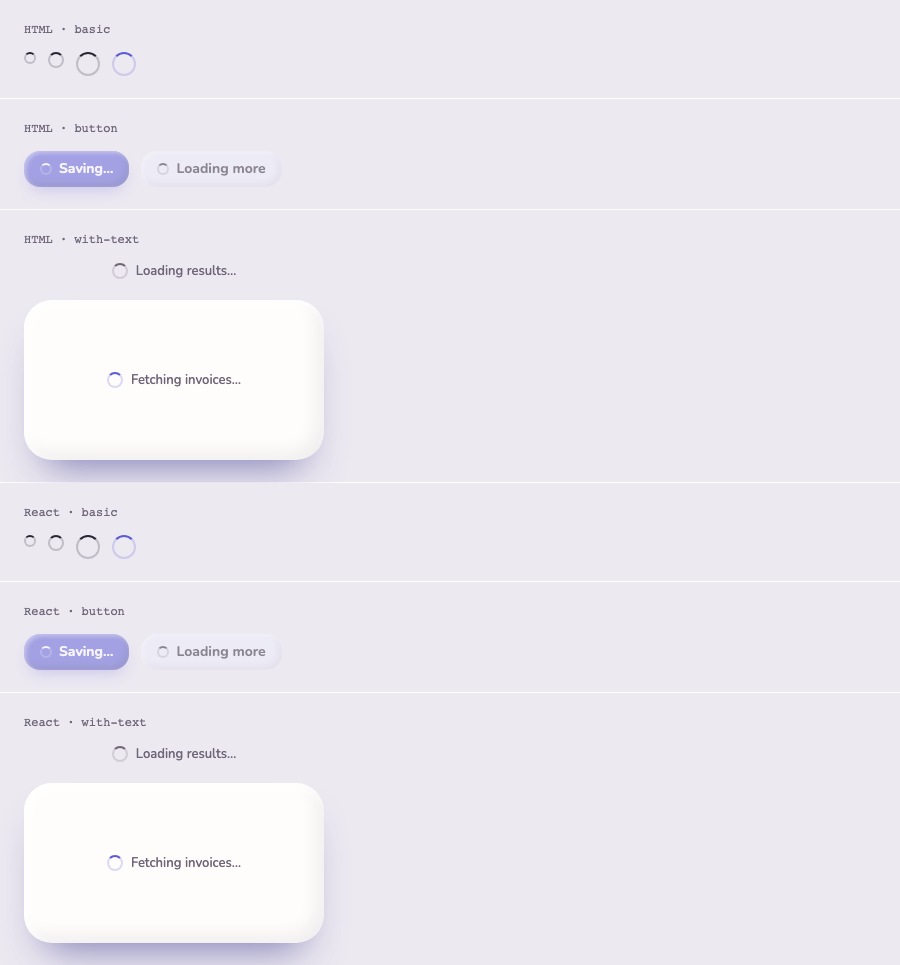 HTML · basic
HTML · button
Saving…
Loading more
HTML · with-text
Loading results…
Fetching invoices…
React · basic
React · button
Saving…
Loading more
React · with-text
Loading results…
Fetching invoices…